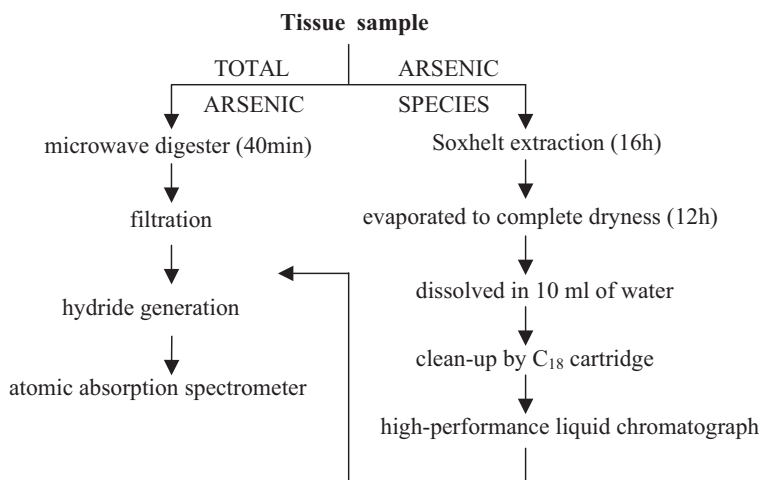 Tissue sample
TOTAL ARSENIC
ARSENIC SPECIES
microwave digester (40min)
filtration
hydride generation
atomic absorption spectrometer
Soxhelt extraction (16h)
evaporated to complete dryness (12h)
dissolved in 10 ml of water
clean-up by C₁₈ cartridge
high-performance liquid chromatograph